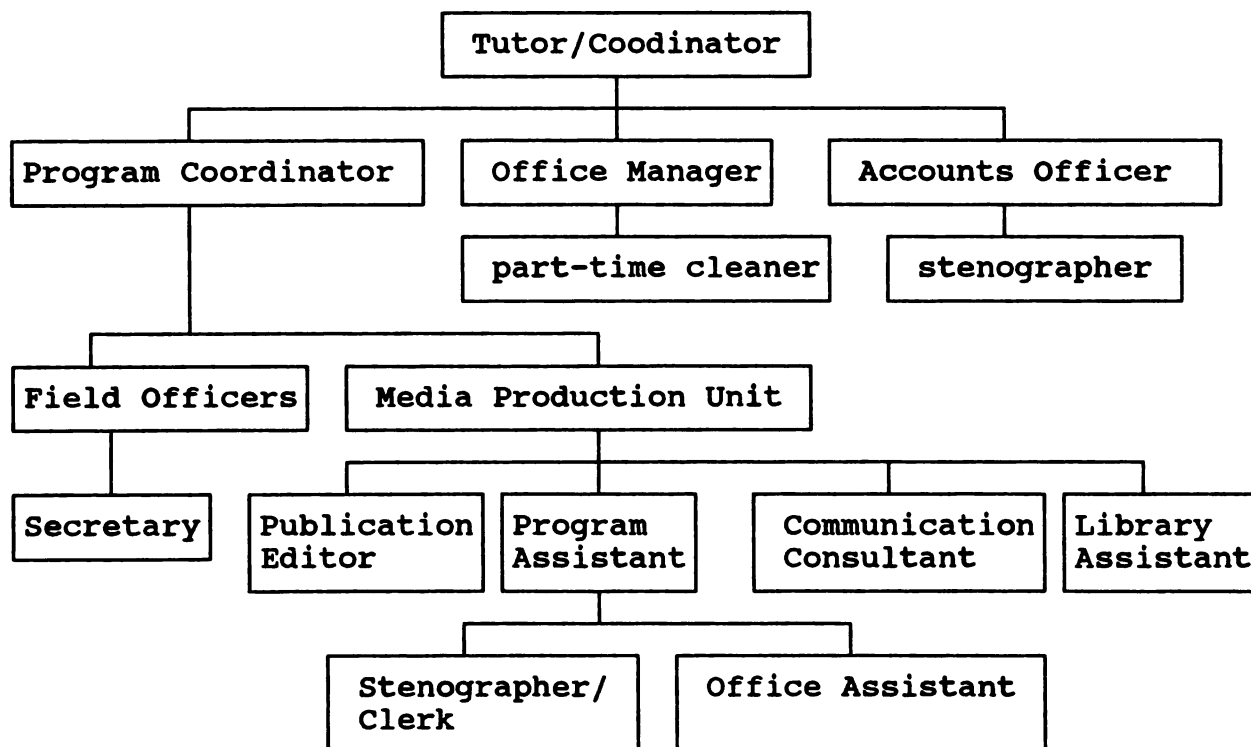 Tutor/Coodinator
Program Coordinator
Office Manager
Accounts Officer
part-time cleaner
stenographer
Field Officers
Media Production Unit
Secretary
Publication
Editor
Program
Assistant
Communication
Consultant
Library
Assistant
Stenographer/
Clerk
Office Assistant